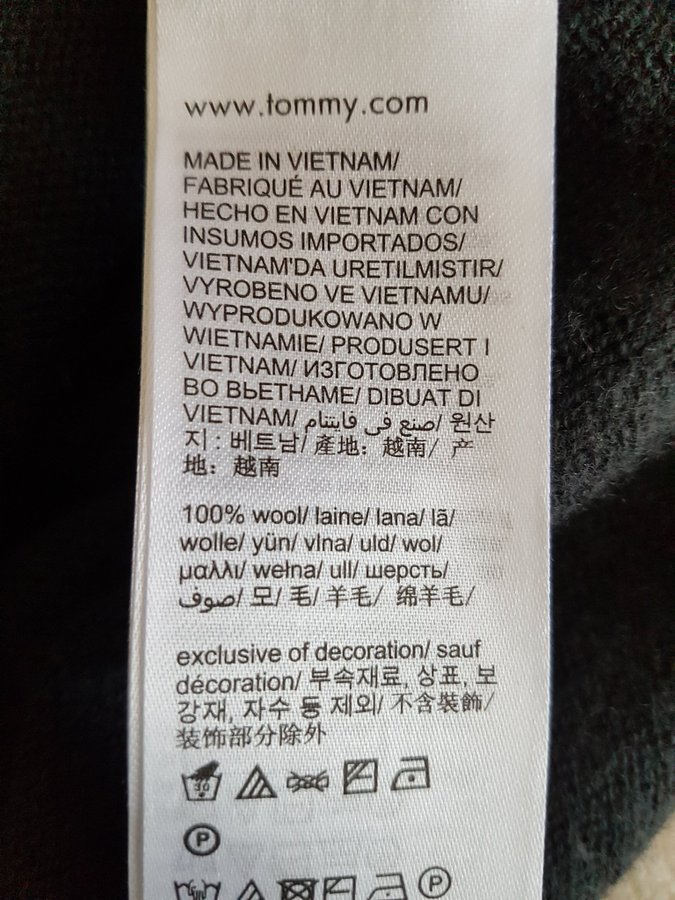 www.tommy.com
MADE IN VIETNAM/
FABRIQUÉ AU VIETNAM/
HECHO EN VIETNAM CON
INSUMOS IMPORTADOS/
VIETNAM'DA URETILMISTIR/
VYROBENO VE VIETNAMU/
WYPRODUKOWANO W
WIETNAMIE/ PRODUSERT I
VIETNAM/ ИЗГОТОВЛЕНО
ВО ВЬЕТНАМЕ/ DIBUAT DI
VIETNAM/ صنع في فايتنام/ 원산
지 : 베트남/ 產地：越南/ 产
地：越南
100% wool/ laine/ lana/ lã/
wolle/ yün/ vlna/ uld/ wol/
μαλλι/ wełna/ ull/ шерсть/
صوف/ 모/ 毛/ 羊毛/ 绵羊毛/
exclusive of decoration/ sauf
décoration/ 부속재료, 상표, 보
강재, 자수 등 제외/ 不含裝飾/
装饰部分除外
30
P
P